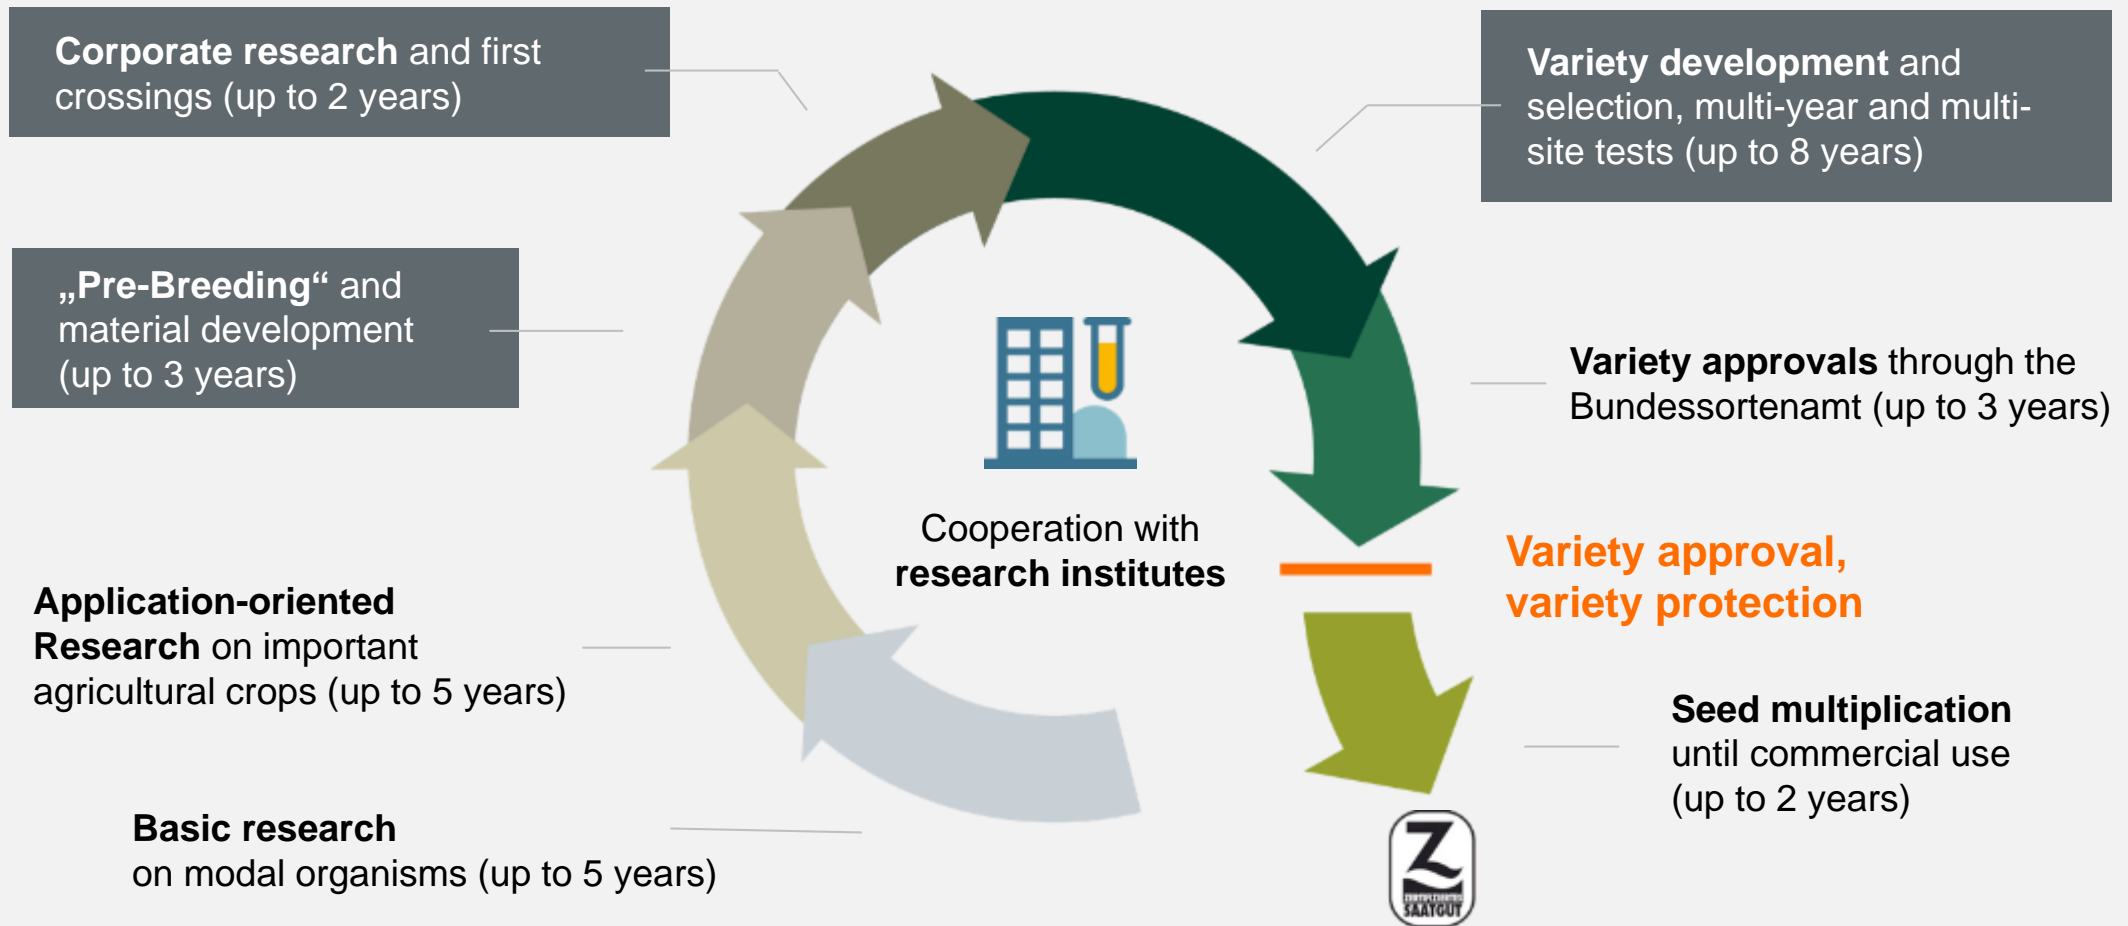 Corporate research and first
crossings (up to 2 years)
Variety development and
selection, multi-year and multi-
site tests (up to 8 years)
„Pre-Breeding“ and
material development
(up to 3 years)
Variety approvals through the
Bundessortenamt (up to 3 years)
Cooperation with
research institutes
Variety approval,
variety protection
Application-oriented
Research on important
agricultural crops (up to 5 years)
Seed multiplication
until commercial use
(up to 2 years)
Basic research
on modal organisms (up to 5 years)
Z
SAATGUT